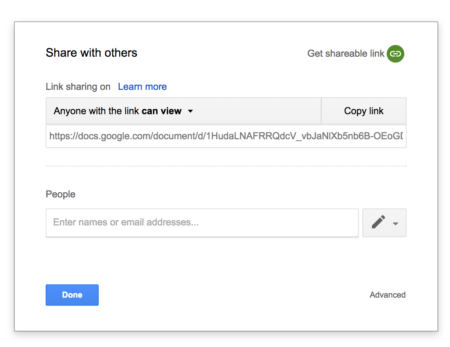 Share with others
Get shareable link
Link sharing on Learn more
Anyone with the link can view
Copy link
https://docs.google.com/document/d/1HudaLNAFRRQdcV_vbJaNlXb5nb6B-OEoGD
People
Enter names or email addresses...
Done
Advanced